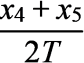 x₄ + x₅
2T